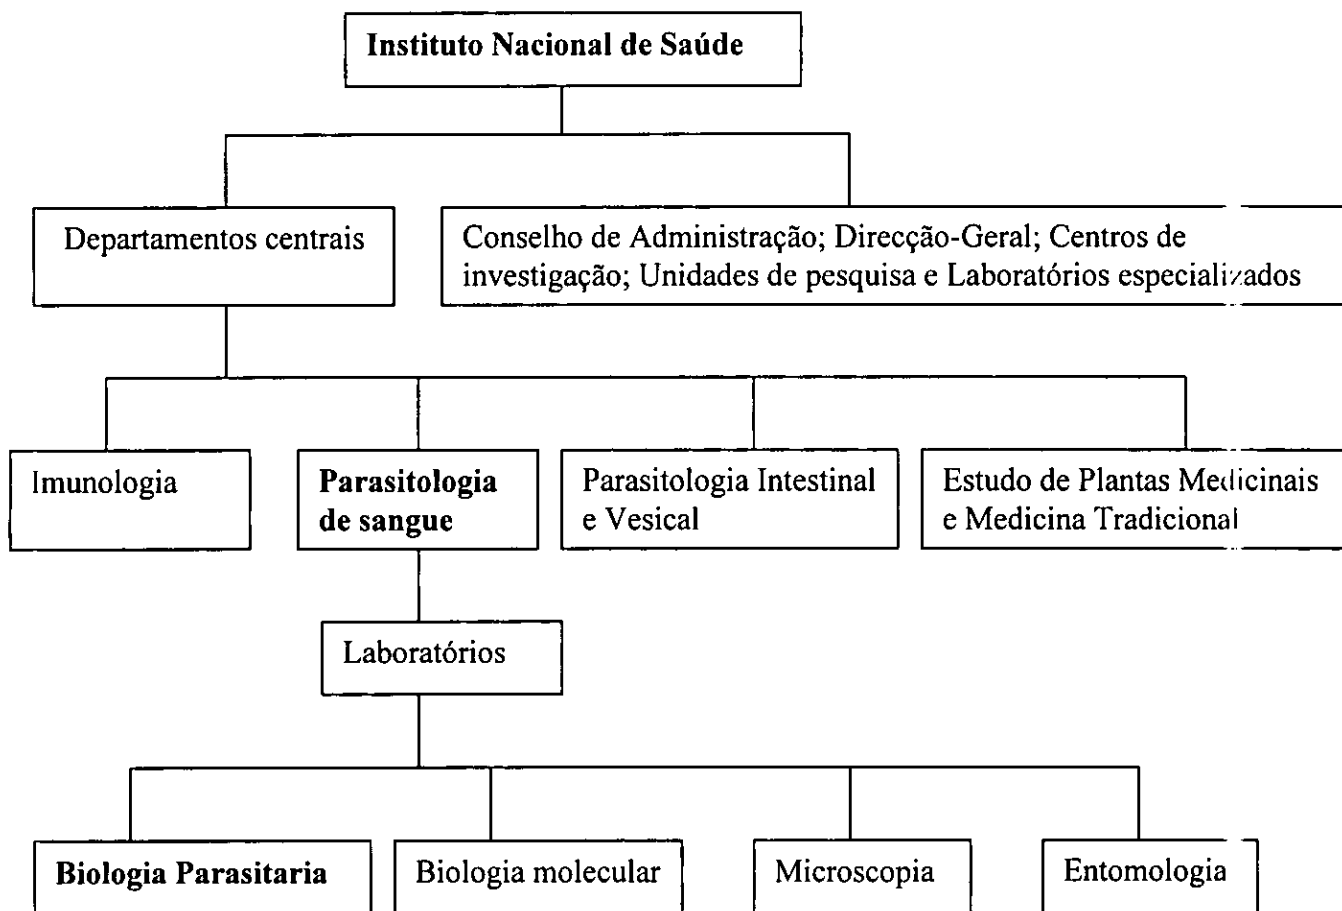 Instituto Nacional de Saúde
Departamentos centrais
Conselho de Administração; Direcção-Geral; Centros de
investigação; Unidades de pesquisa e Laboratórios especializados
Imunologia
Parasitologia
de sangue
Parasitologia Intestinal
e Vesical
Estudo de Plantas Medicinais
e Medicina Tradicional
Laboratórios
Biologia Parasitaria
Biologia molecular
Microscopia
Entomologia